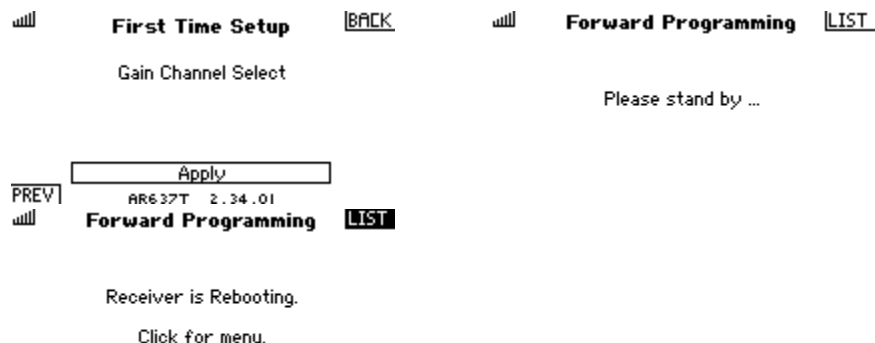 First Time Setup
BACK
Gain Channel Select
Apply
PREV
AR637T 2.34.01
Forward Programming
LIST
Please stand by ...
Forward Programming
LIST
Receiver is Rebooting.
Click for menu.